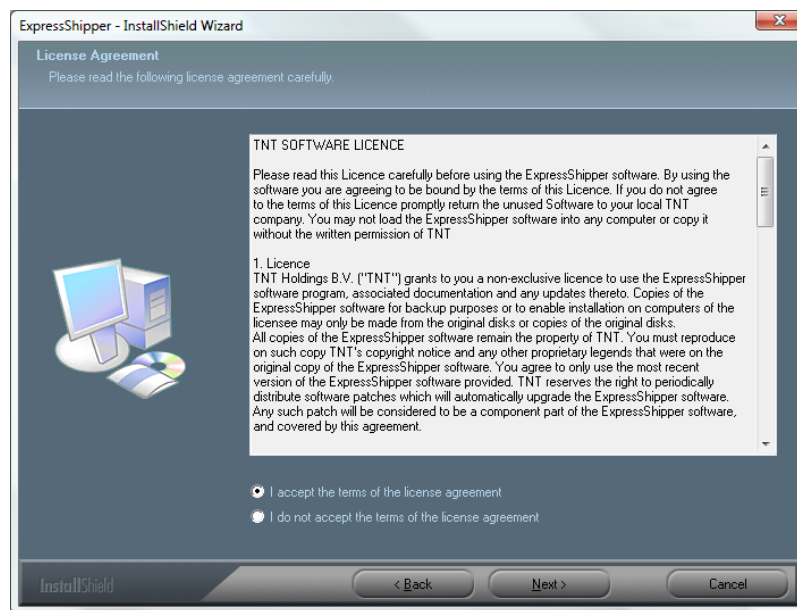 ExpressShipper - InstallShield Wizard
License Agreement
Please read the following license agreement carefully.
TNT SOFTWARE LICENCE
Please read this Licence carefully before using the ExpressShipper software. By using the
software you are agreeing to be bound by the terms of this Licence. If you do not agree
to the terms of this Licence promptly return the unused Software to your local TNT
company. You may not load the ExpressShipper software into any computer or copy it
without the written permission of TNT
1. Licence
TNT Holdings B.V. ("TNT") grants to you a non-exclusive licence to use the ExpressShipper
software program, associated documentation and any updates thereto. Copies of the
ExpressShipper software for backup purposes or to enable installation on computers of the
licensee may only be made from the original disks or copies of the original disks.
All copies of the ExpressShipper software remain the property of TNT. You must reproduce
on such copy TNT's copyright notice and any other proprietary legends that were on the
original copy of the ExpressShipper software. You agree to only use the most recent
version of the ExpressShipper software provided. TNT reserves the right to periodically
distribute software patches which will automatically upgrade the ExpressShipper software.
Any such patch will be considered to be a component part of the ExpressShipper software,
and covered by this agreement.
I accept the terms of the license agreement
I do not accept the terms of the license agreement
InstallShield
< Back
Next >
Cancel